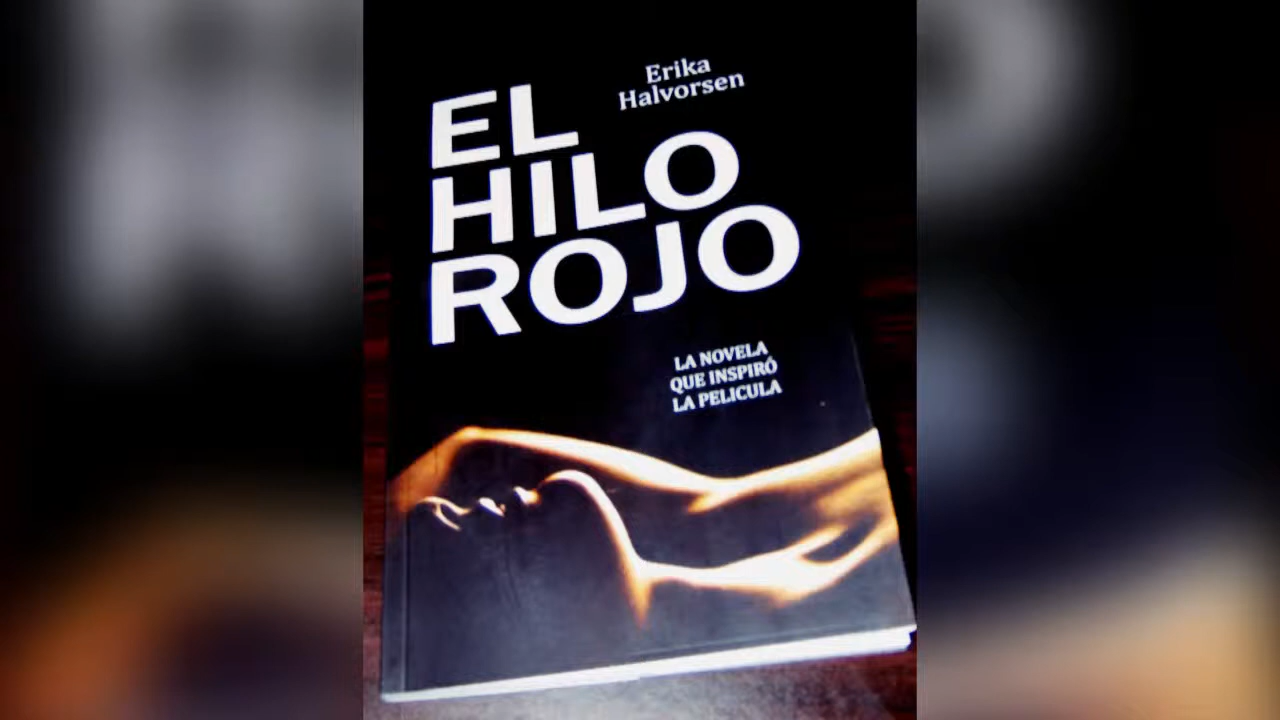 Erika
Halvorsen
EL
HILO
ROJO
LA NOVELA
QUE INSPIRÓ
LA PELICULA